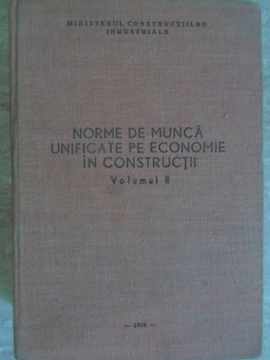 MINISTERUL CONSTRUCȚIILOR
INDUSTRIALE
NORME DE MUNCĂ
UNIFICATE PE ECONOMIE
ÎN CONSTRUCȚII
Volumul II